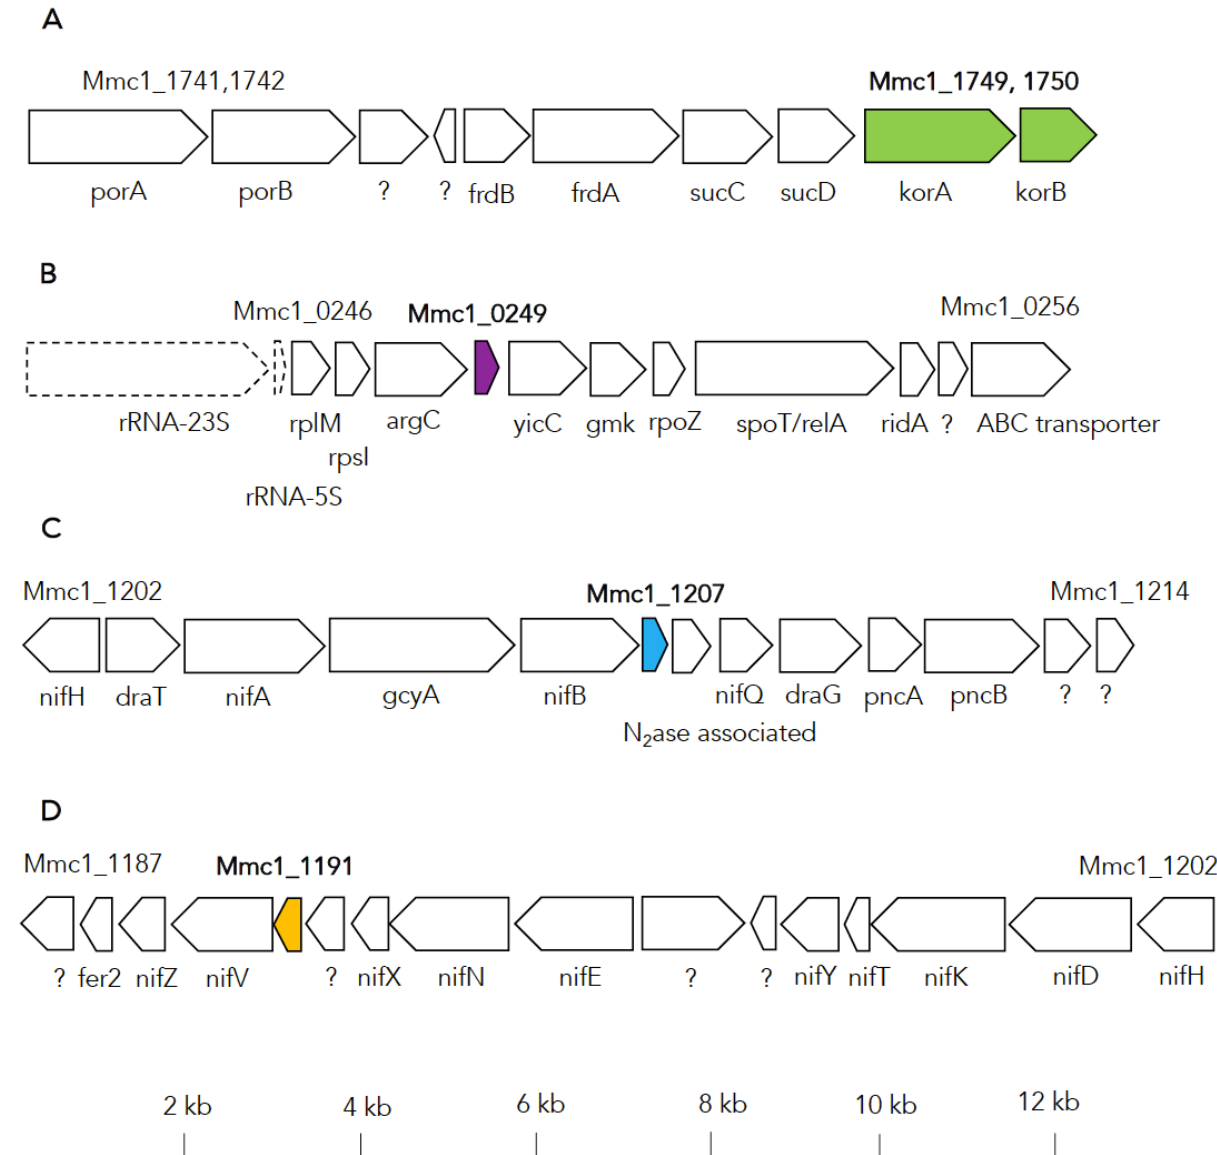 A
Mmc1_1741,1742 Mmc1_1749, 1750
porA porB ? ? frdB frdA sucC sucD korA korB
B
Mmc1_0246 Mmc1_0249 Mmc1_0256
rRNA-23S rplM argC yicC gmk rpoZ spoT/relA ridA ? ABC transporter
rpsI
rRNA-5S
C
Mmc1_1202 Mmc1_1207 Mmc1_1214
nifH draT nifA gcyA nifB nifQ draG pncA pncB ? ?
N₂ase associated
D
Mmc1_1187 Mmc1_1191 Mmc1_1202
? fer2 nifZ nifV ? nifX nifN nifE ? ? nifY nifT nifK nifD nifH
2 kb 4 kb 6 kb 8 kb 10 kb 12 kb